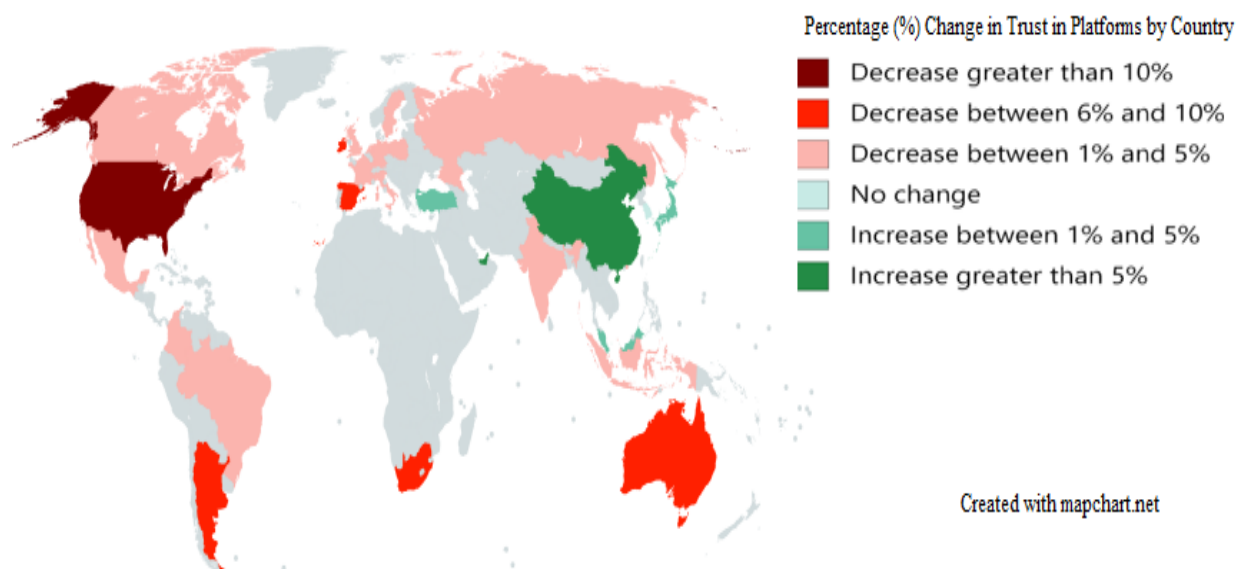 Percentage (%) Change in Trust in Platforms by Country
Decrease greater than 10%
Decrease between 6% and 10%
Decrease between 1% and 5%
No change
Increase between 1% and 5%
Increase greater than 5%
Created with mapchart.net